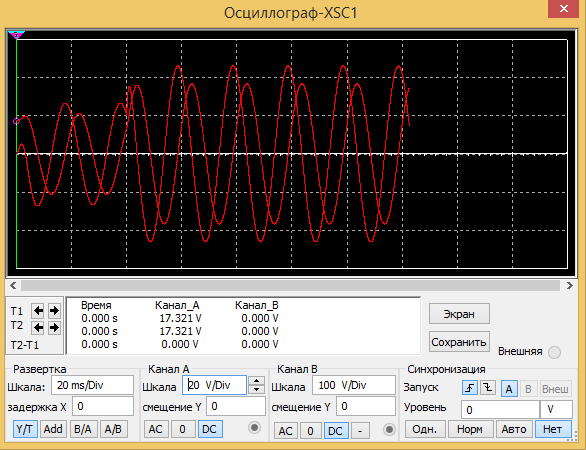 Осциллограф-XSC1
T1
T2
T2-T1
Время Канал_A Канал_B
0.000 s 17.321 V 0.000 V
0.000 s 17.321 V 0.000 V
0.000 s 0.000 V 0.000 V
Экран
Сохранить
Внешняя
Развертка
Шкала: 20 ms/Div
задержка X 0
Y/T Add B/A A/B
Канал A
Шкала 20 V/Div
смещение Y 0
AC 0 DC
Канал B
Шкала 100 V/Div
смещение Y 0
AC 0 DC -
Синхронизация
Запуск A B Внеш
Уровень 0 V
Одн. Норм Авто Нет